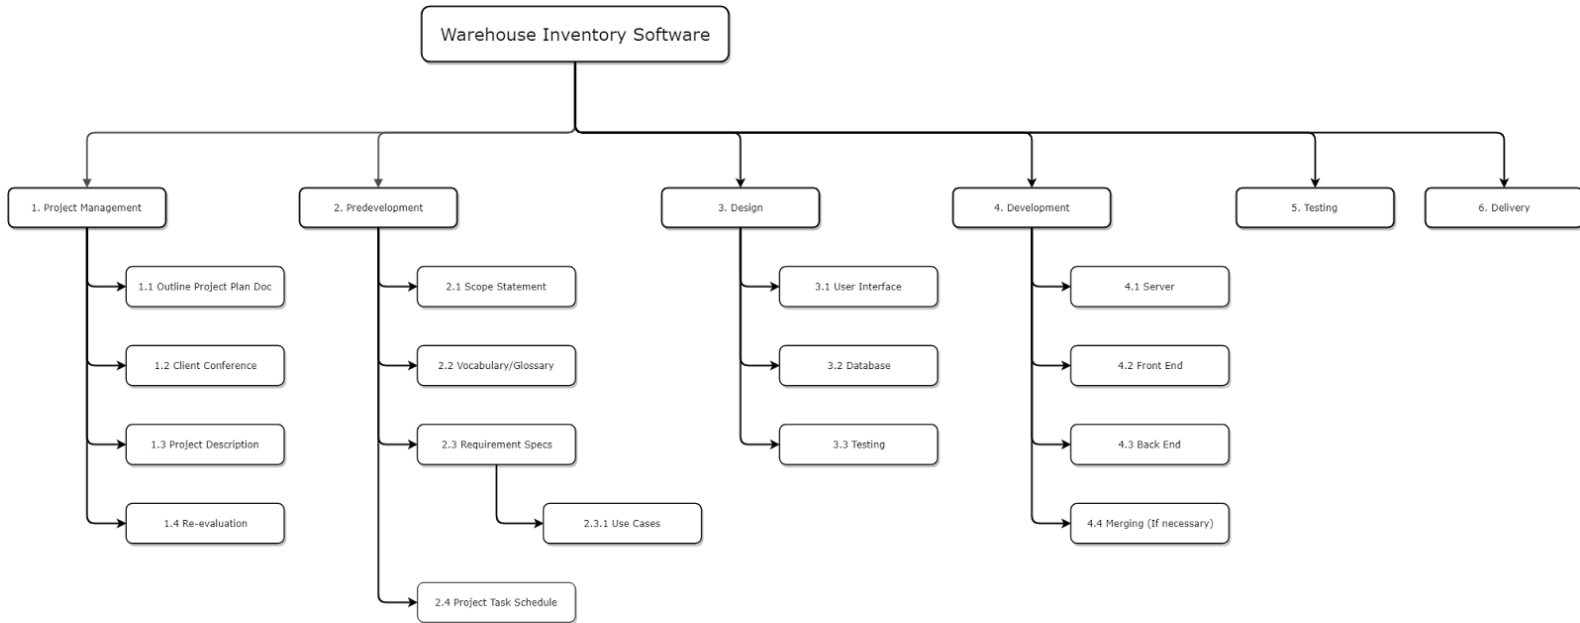 Warehouse Inventory Software
1. Project Management
2. Predevelopment
3. Design
4. Development
5. Testing
6. Delivery
1.1 Outline Project Plan Doc
1.2 Client Conference
1.3 Project Description
1.4 Re-evaluation
2.1 Scope Statement
2.2 Vocabulary/Glossary
2.3 Requirement Specs
2.3.1 Use Cases
2.4 Project Task Schedule
3.1 User Interface
3.2 Database
3.3 Testing
4.1 Server
4.2 Front End
4.3 Back End
4.4 Merging (If necessary)